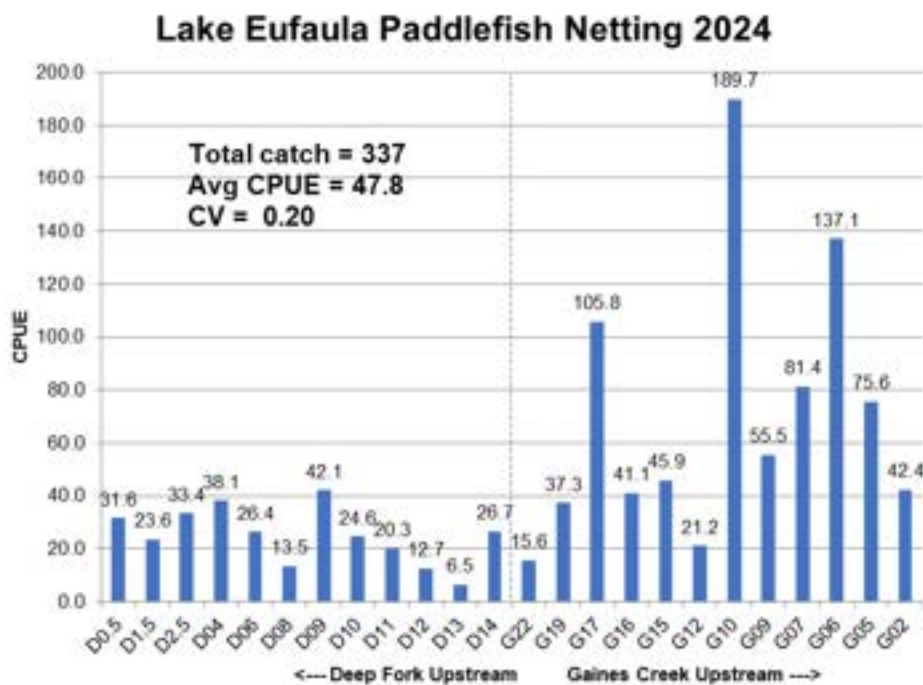 Lake Eufaula Paddlefish Netting 2024
200.0
180.0
160.0
140.0
120.0
100.0
80.0
60.0
40.0
20.0
0.0
CPUE
Total catch = 337
Avg CPUE = 47.8
CV = 0.20
31.6
23.6
33.4
38.1
26.4
13.5
42.1
24.6
20.3
12.7
6.5
26.7
15.6
37.3
105.8
41.1
45.9
21.2
189.7
55.5
81.4
137.1
75.6
42.4
D0.5
D1.5
D2.5
D04
D06
D08
D09
D10
D11
D12
D13
D14
G22
G19
G17
G16
G15
G12
G10
G09
G07
G06
G05
G02
<--- Deep Fork Upstream
Gaines Creek Upstream --->